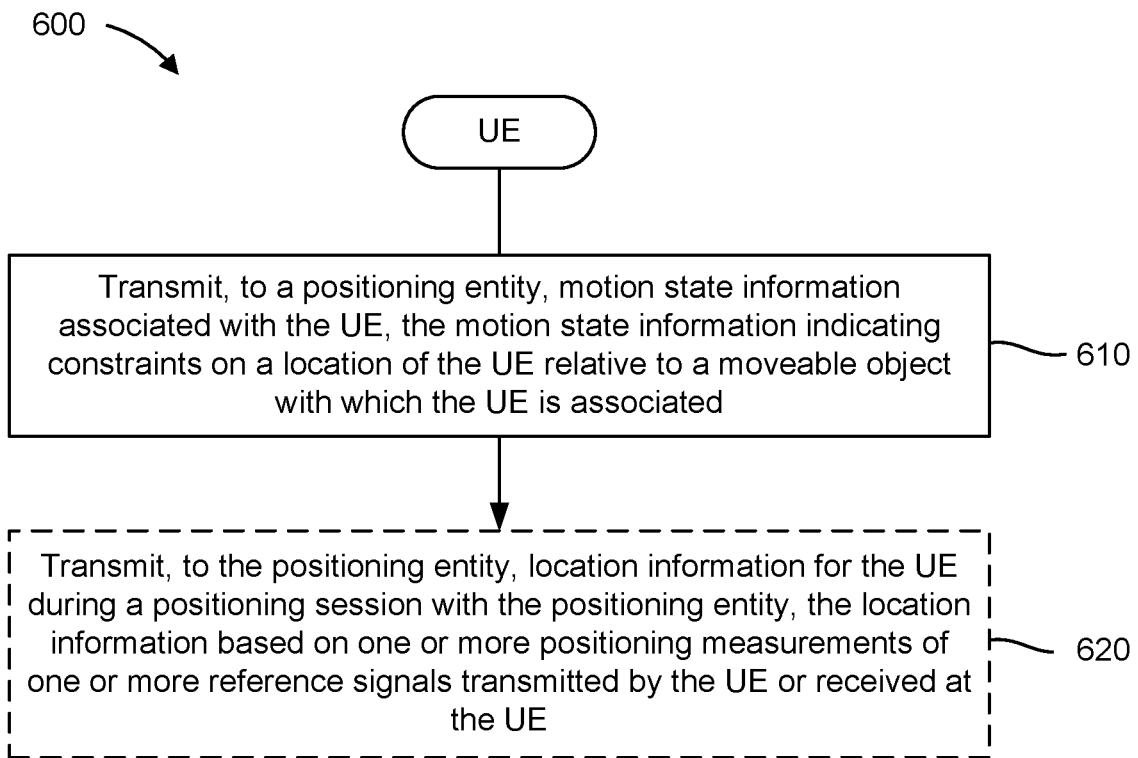 600
UE
Transmit, to a positioning entity, motion state information
associated with the UE, the motion state information indicating
constraints on a location of the UE relative to a moveable object
with which the UE is associated
610
Transmit, to the positioning entity, location information for the UE
during a positioning session with the positioning entity, the location
information based on one or more positioning measurements of
one or more reference signals transmitted by the UE or received at
the UE
620